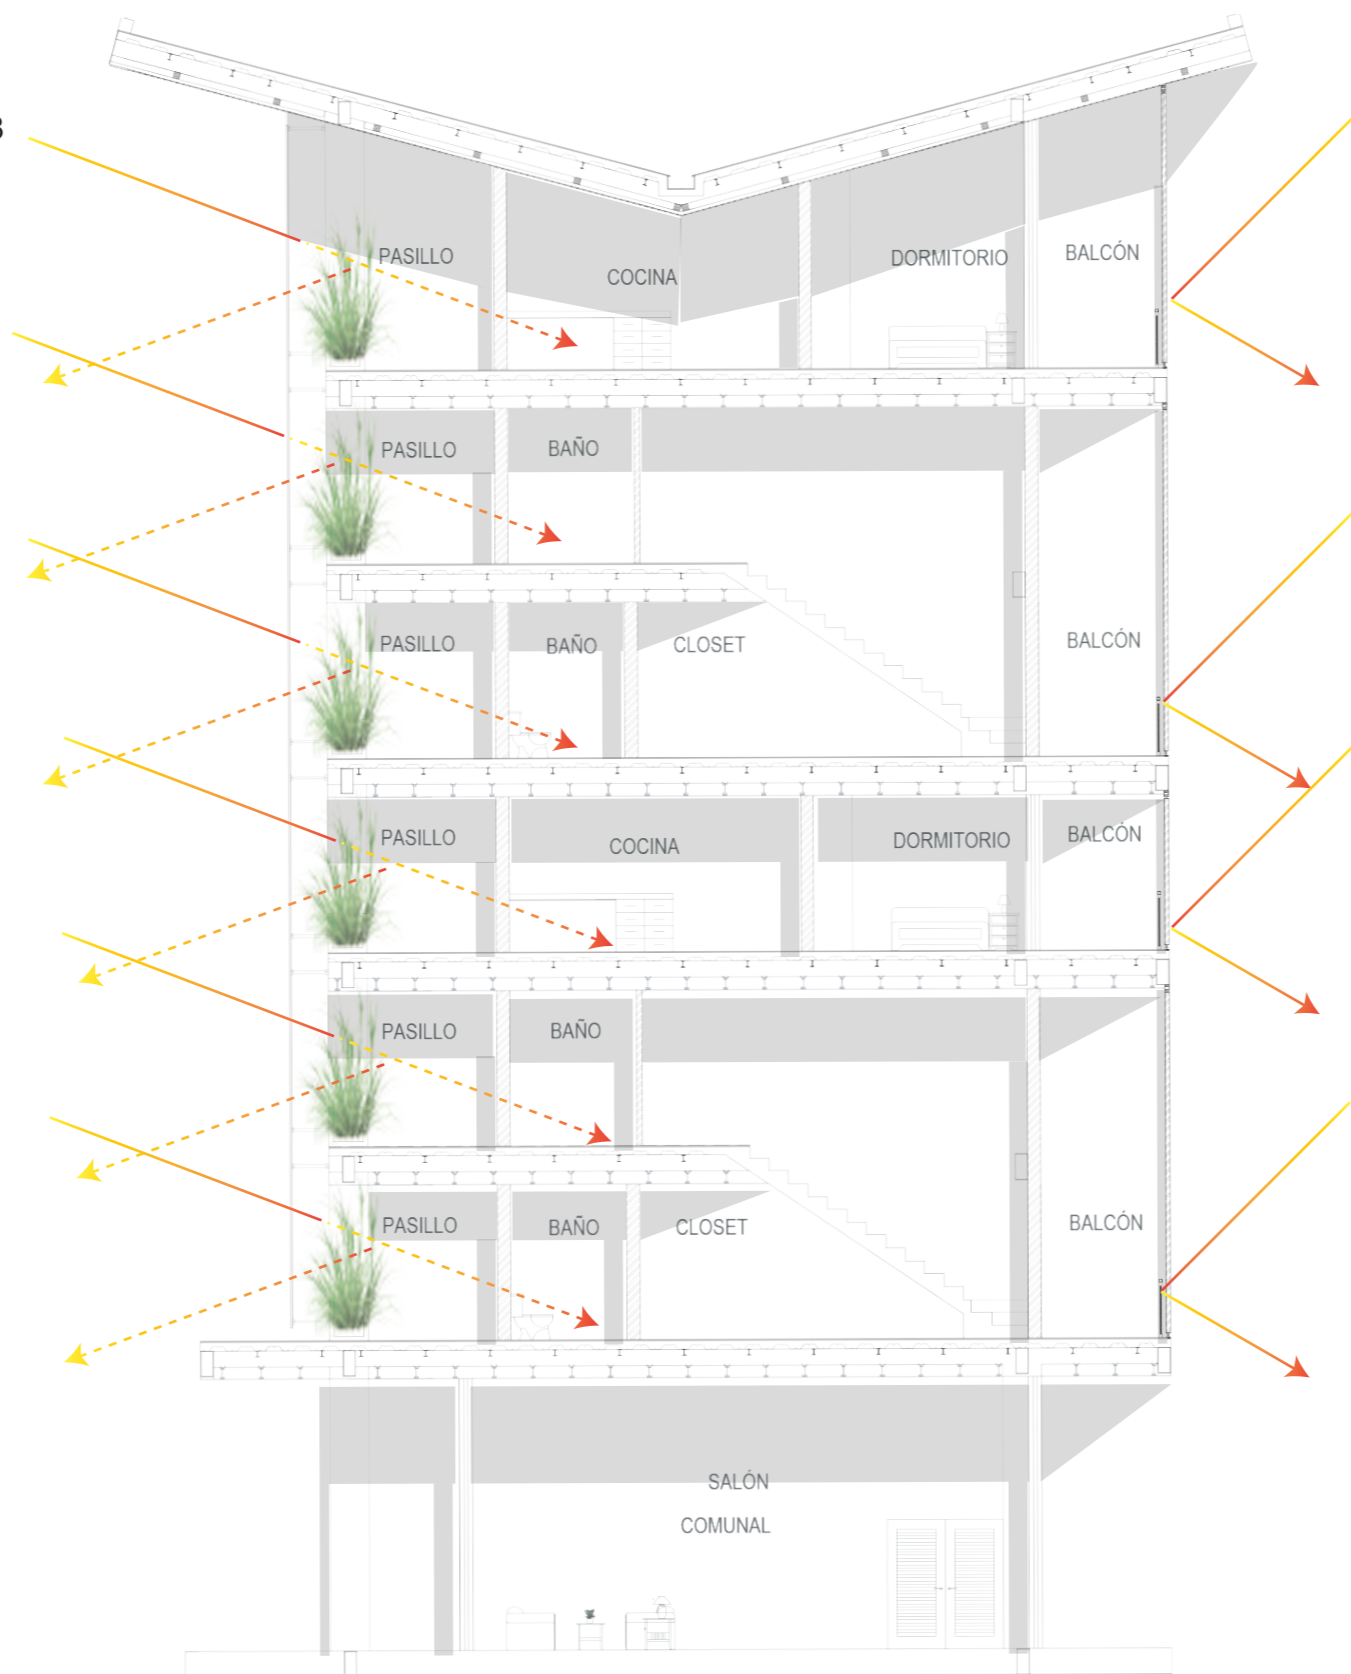 PASILLO
COCINA
DORMITORIO
BALCÓN
PASILLO
BAÑO
PASILLO
BAÑO
CLOSET
BALCÓN
PASILLO
COCINA
DORMITORIO
BALCÓN
PASILLO
BAÑO
PASILLO
BAÑO
CLOSET
BALCÓN
SALÓN
COMUNAL